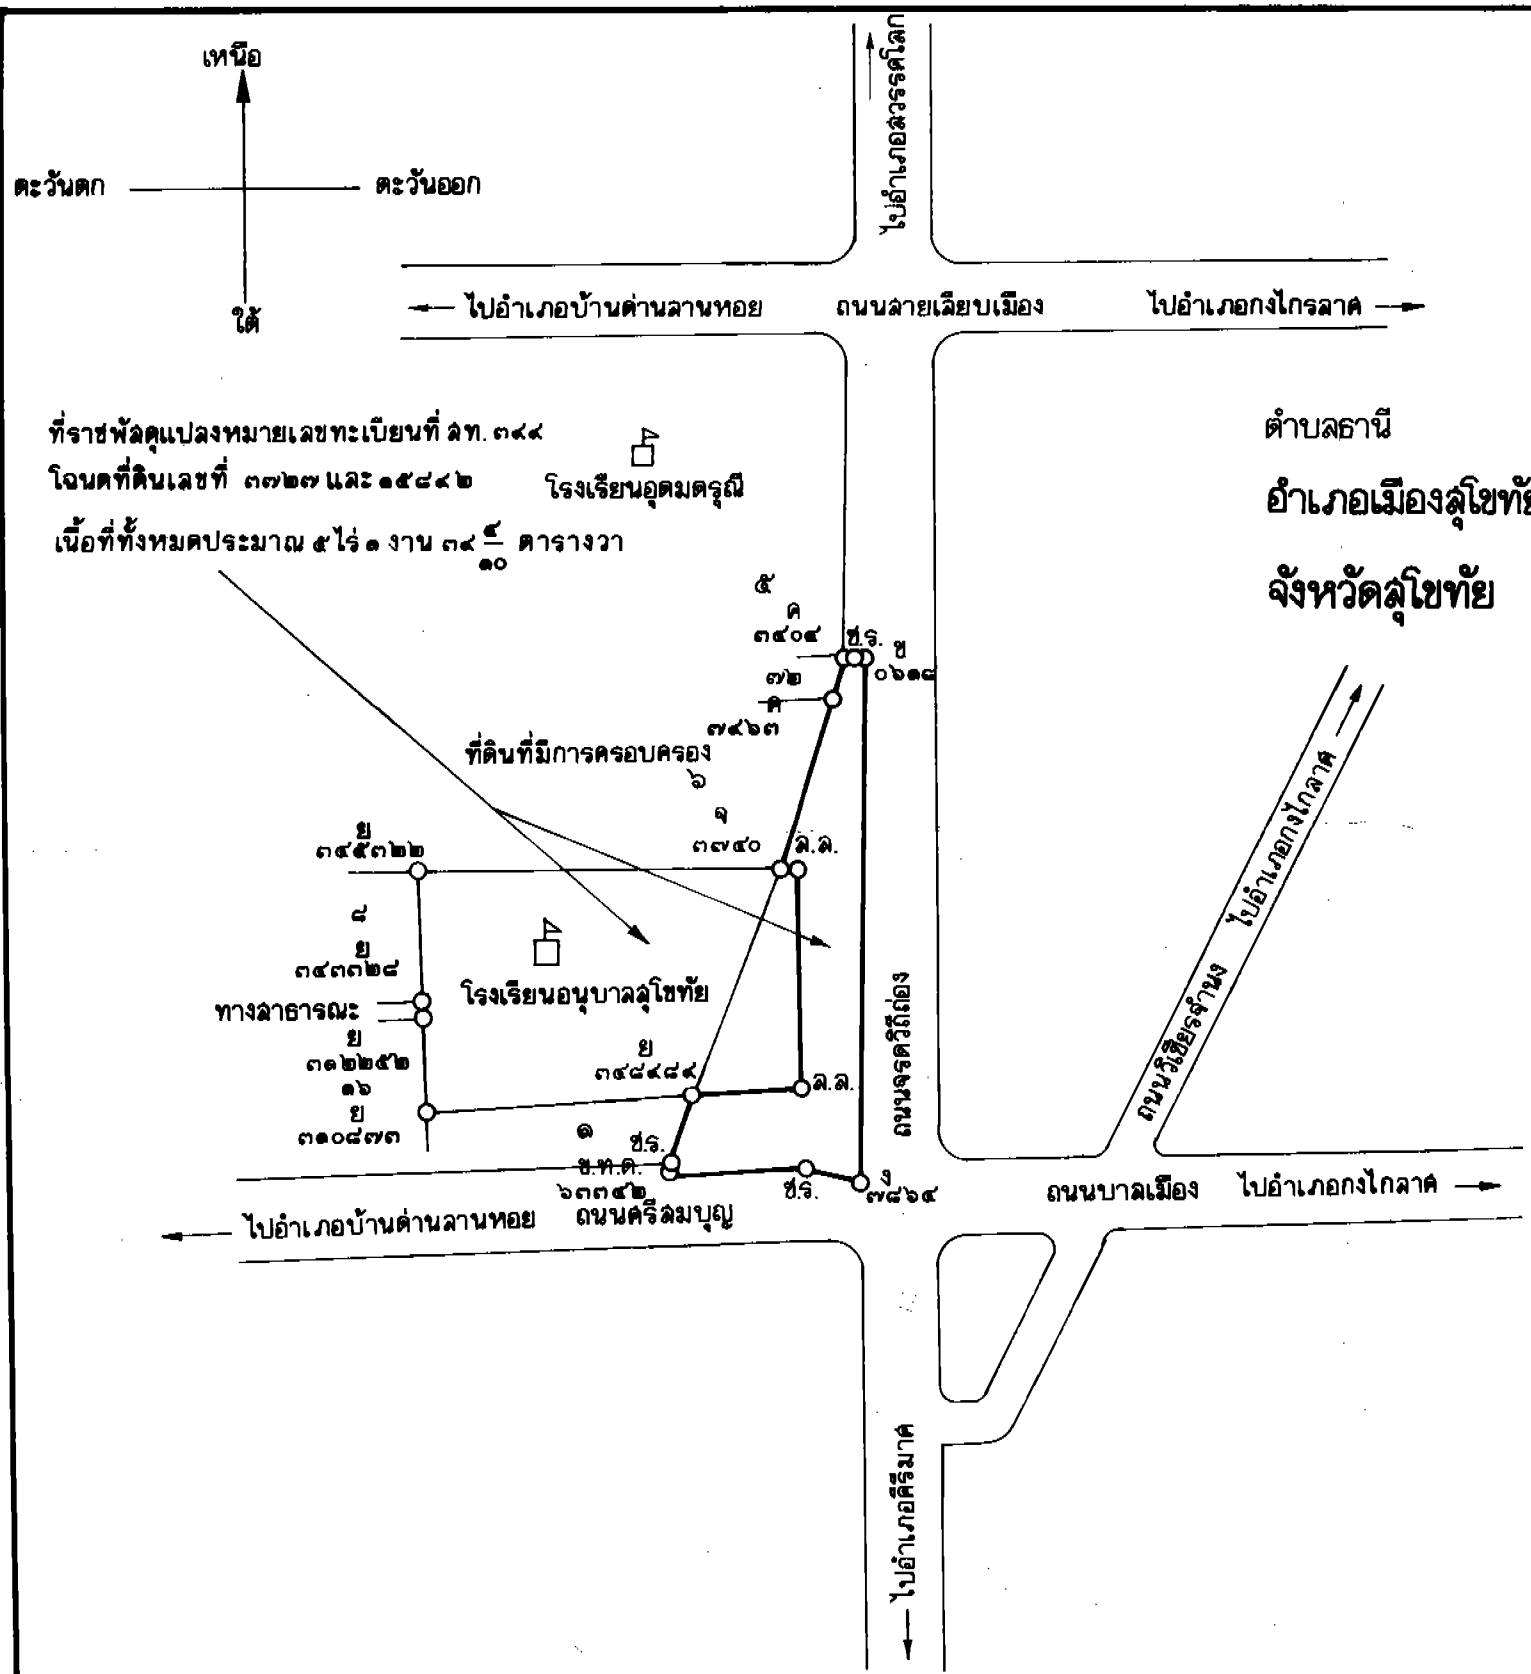 เหนือ
ตะวันตก
ตะวันออก
ใต้
ไปอำเภอสวรรคโลก
ไปอำเภอบ้านด่านลานหอย
ถนนสายเลี่ยบเมือง
ไปอำเภอกงไกรลาศ
ที่ราชพัสดุแปลงหมายเลขทะเบียนที่ สท. ๓๙๙
โฉนดที่ดินเลขที่ ๓๗๒๗ และ ๑๕๘๙๒
เนื้อที่ทั้งหมดประมาณ ๕ ไร่ ๑ งาน ๓๙ ๕/๑๐ ตารางวา
โรงเรียนอุดมดรุณี
ตำบลธานี
อำเภอเมืองสุโขทัย
จังหวัดสุโขทัย
๕
ค
ช.ร.
ข
๐๖๑๘
๗๒
ค
๗๙๖๓
ที่ดินที่มีการครอบครอง
๖
จ
๓๗๔๐
ล.ล.
ย
๓๔๕๓๒๒
๘
ย
๓๔๓๓๒๘
ทางสาธารณะ
ย
๓๑๒๒๕๒
๑๖
ย
๓๑๐๘๗๓
โรงเรียนอนุบาลสุโขทัย
ย
๓๔๘๙๘๙
ล.ล.
ถนนจรดวิถีถ่อง
ถนนวิเชียรจำนง
ไปอำเภอกงไกลาศ
๑
ช.ร.
ข.ท.ด.
๖๓๓๔๒
ช.ร.
ง
๗๘๖๙
ถนนบาลเมือง
ไปอำเภอกงไกลาศ
ไปอำเภอบ้านด่านลานหอย
ถนนศรีสมบุญ
ไปอำเภอคีรีมาศ